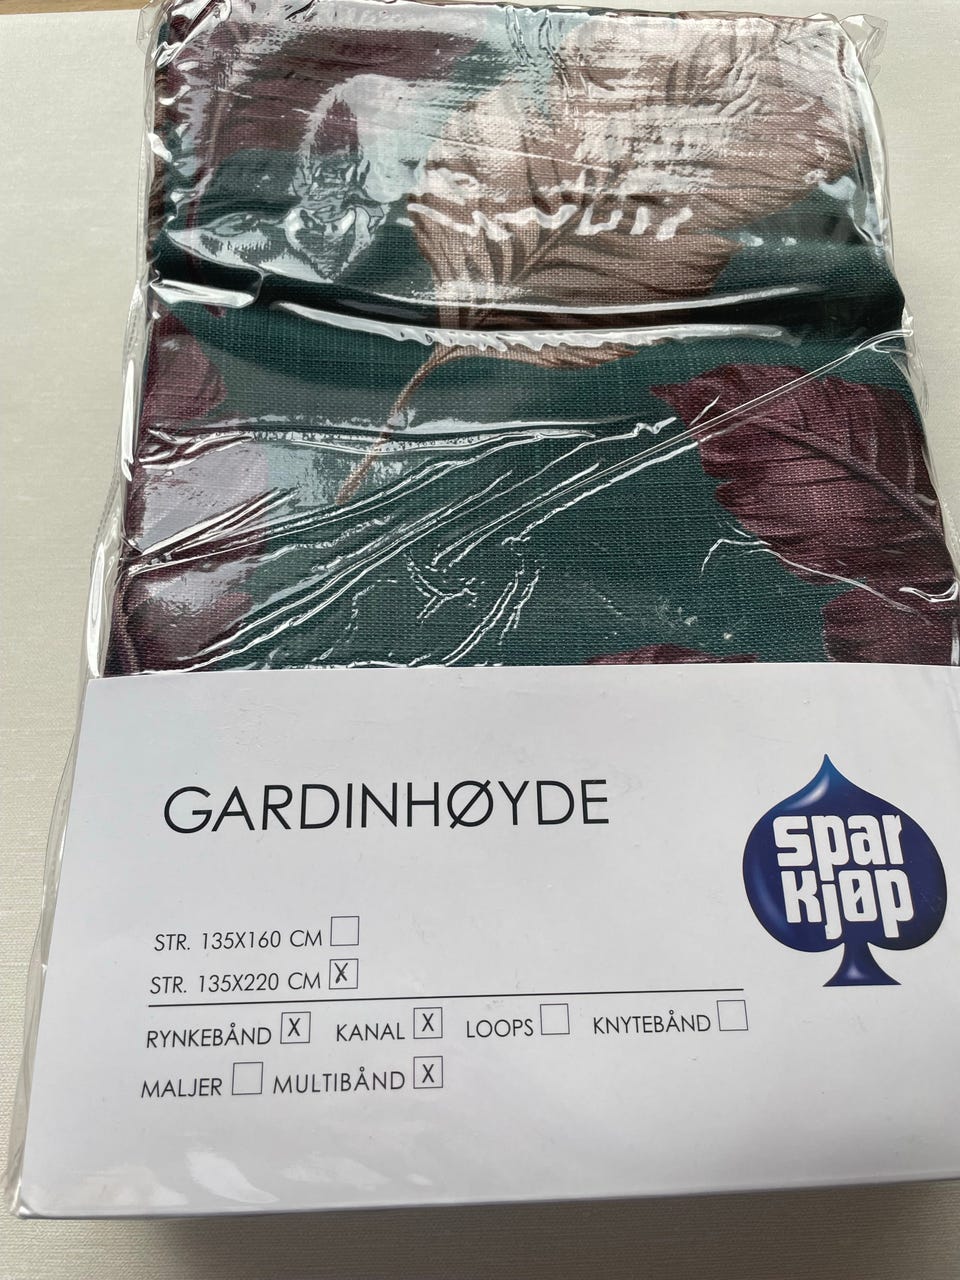 GARDINHØYDE
spar
kjøp
STR. 135X160 CM
STR. 135X220 CM X
RYNKEBÅND X KANAL X LOOPS KNYTEBÅND
MALJER MULTIBÅND X